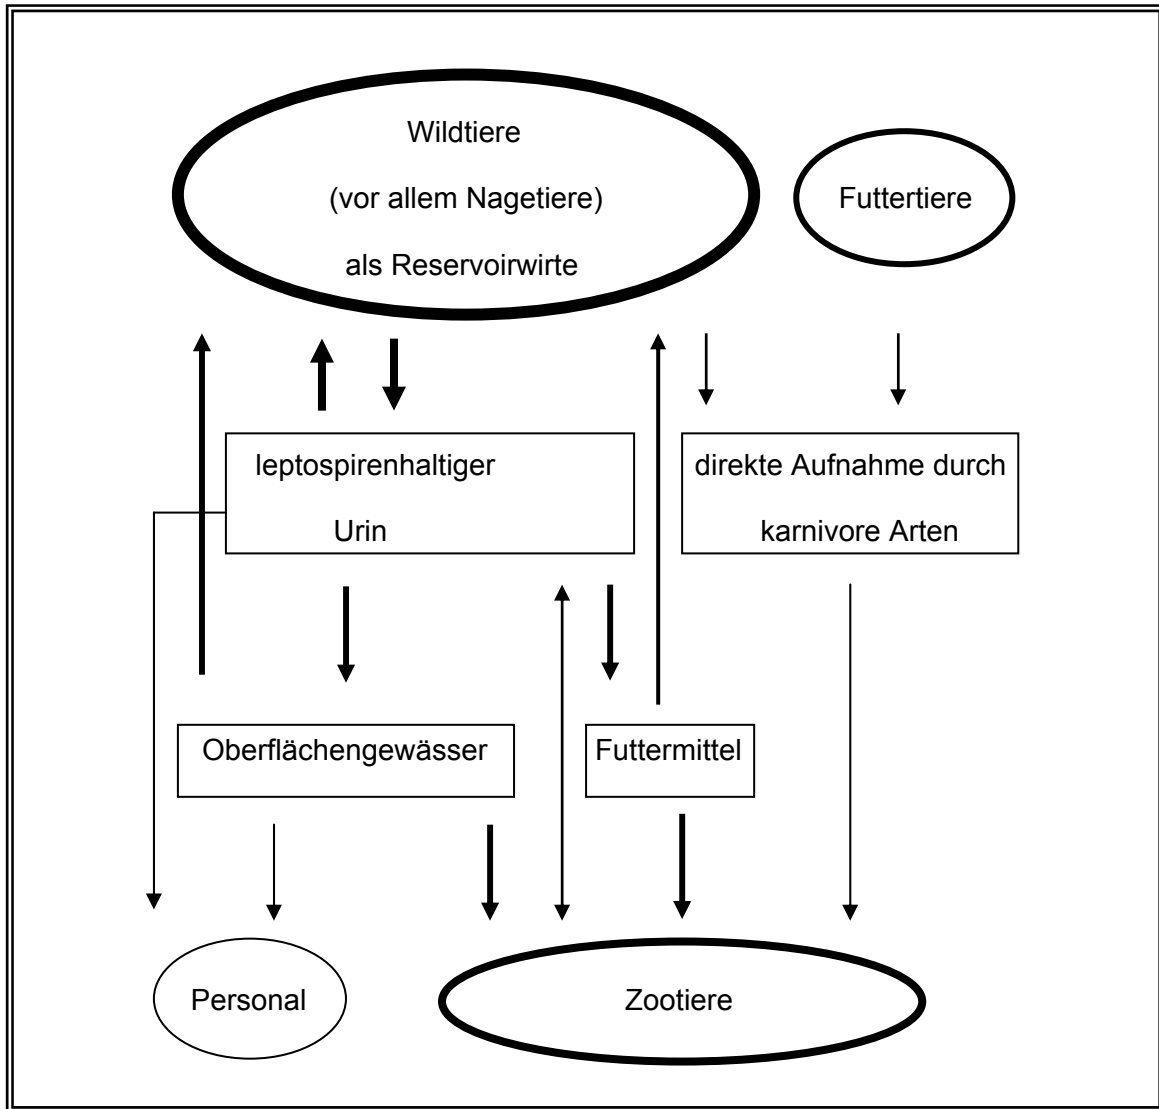 Wildtiere
(vor allem Nagetiere)
als Reservoirwirte
Futtertiere
leptospirenhaltiger
Urin
direkte Aufnahme durch
karnivore Arten
Oberflächengewässer
Futtermittel
Personal
Zootiere